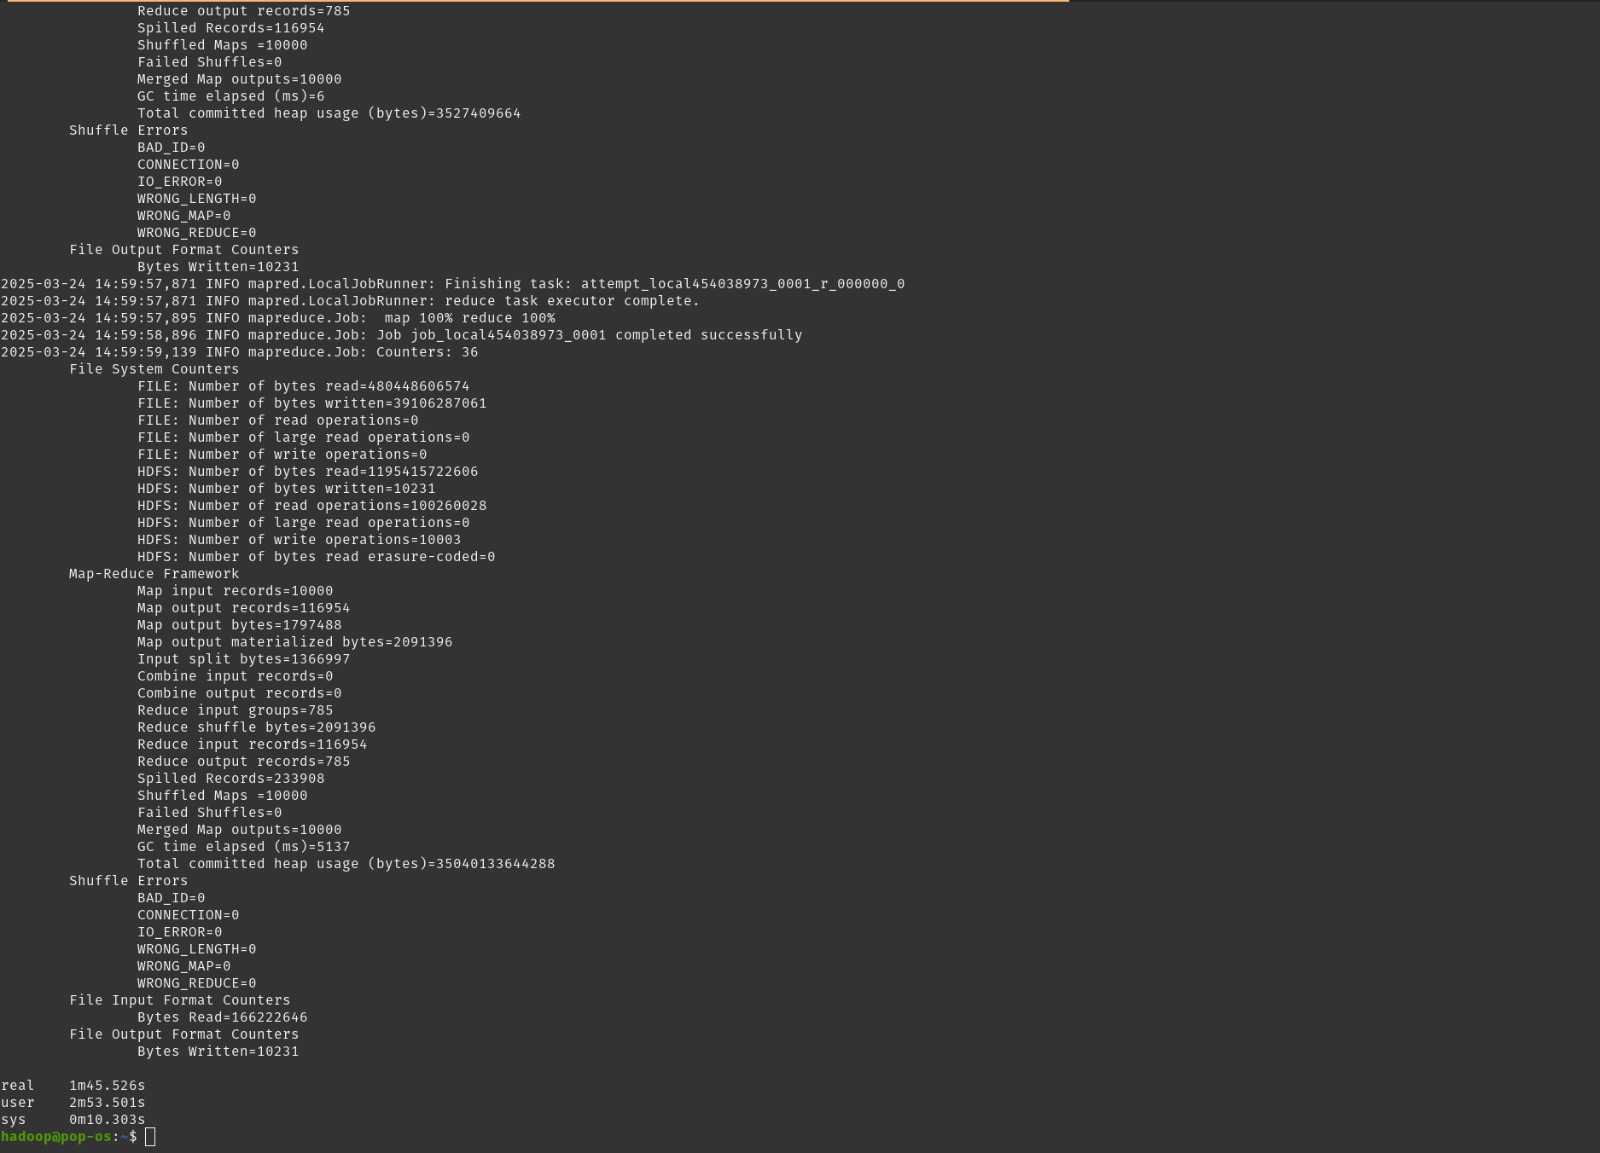 Reduce output records=785
Spilled Records=116954
Shuffled Maps =10000
Failed Shuffles=0
Merged Map outputs=10000
GC time elapsed (ms)=6
Total committed heap usage (bytes)=3527409664
Shuffle Errors
BAD_ID=0
CONNECTION=0
IO_ERROR=0
WRONG_LENGTH=0
WRONG_MAP=0
WRONG_REDUCE=0
File Output Format Counters
Bytes Written=10231
2025-03-24 14:59:57,871 INFO mapred.LocalJobRunner: Finishing task: attempt_local454038973_0001_r_000000_0
2025-03-24 14:59:57,871 INFO mapred.LocalJobRunner: reduce task executor complete.
2025-03-24 14:59:57,895 INFO mapreduce.Job:  map 100% reduce 100%
2025-03-24 14:59:58,896 INFO mapreduce.Job: Job job_local454038973_0001 completed successfully
2025-03-24 14:59:59,139 INFO mapreduce.Job: Counters: 36
File System Counters
FILE: Number of bytes read=480448606574
FILE: Number of bytes written=39106287061
FILE: Number of read operations=0
FILE: Number of large read operations=0
FILE: Number of write operations=0
HDFS: Number of bytes read=1195415722606
HDFS: Number of bytes written=10231
HDFS: Number of read operations=100260028
HDFS: Number of large read operations=0
HDFS: Number of write operations=10003
HDFS: Number of bytes read erasure-coded=0
Map-Reduce Framework
Map input records=10000
Map output records=116954
Map output bytes=1797488
Map output materialized bytes=2091396
Input split bytes=1366997
Combine input records=0
Combine output records=0
Reduce input groups=785
Reduce shuffle bytes=2091396
Reduce input records=116954
Reduce output records=785
Spilled Records=233908
Shuffled Maps =10000
Failed Shuffles=0
Merged Map outputs=10000
GC time elapsed (ms)=5137
Total committed heap usage (bytes)=35040133644288
Shuffle Errors
BAD_ID=0
CONNECTION=0
IO_ERROR=0
WRONG_LENGTH=0
WRONG_MAP=0
WRONG_REDUCE=0
File Input Format Counters
Bytes Read=166222646
File Output Format Counters
Bytes Written=10231
real 1m45.526s
user 2m53.501s
sys 0m10.303s
hadoop@pop-os:~$